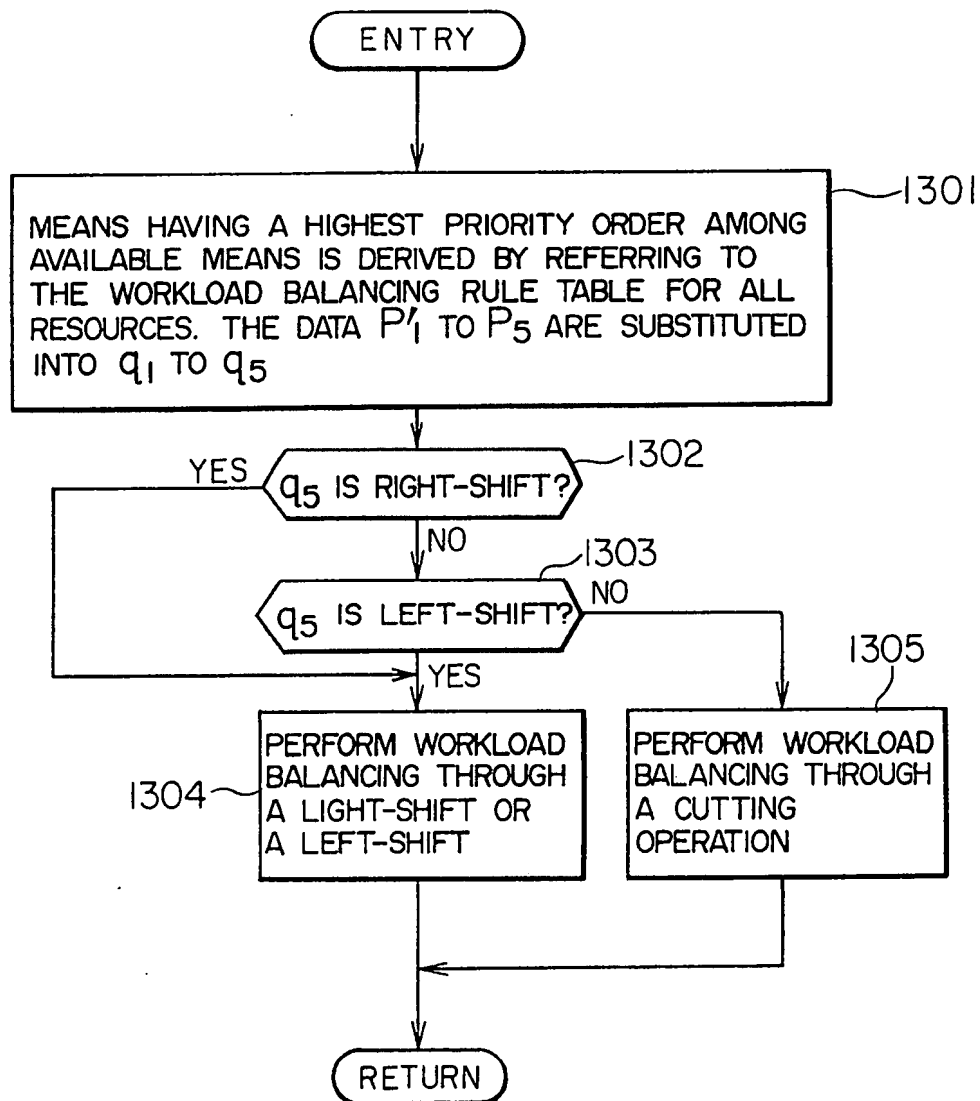 ENTRY
1301
MEANS HAVING A HIGHEST PRIORITY ORDER AMONG
AVAILABLE MEANS IS DERIVED BY REFERRING TO
THE WORKLOAD BALANCING RULE TABLE FOR ALL
RESOURCES. THE DATA P'1 TO P5 ARE SUBSTITUTED
INTO q1 TO q5
1302
YES
q5 IS RIGHT-SHIFT?
NO
1303
q5 IS LEFT-SHIFT?
NO
YES
1305
1304
PERFORM WORKLOAD
BALANCING THROUGH
A LIGHT-SHIFT OR
A LEFT-SHIFT
PERFORM WORKLOAD
BALANCING THROUGH
A CUTTING
OPERATION
RETURN